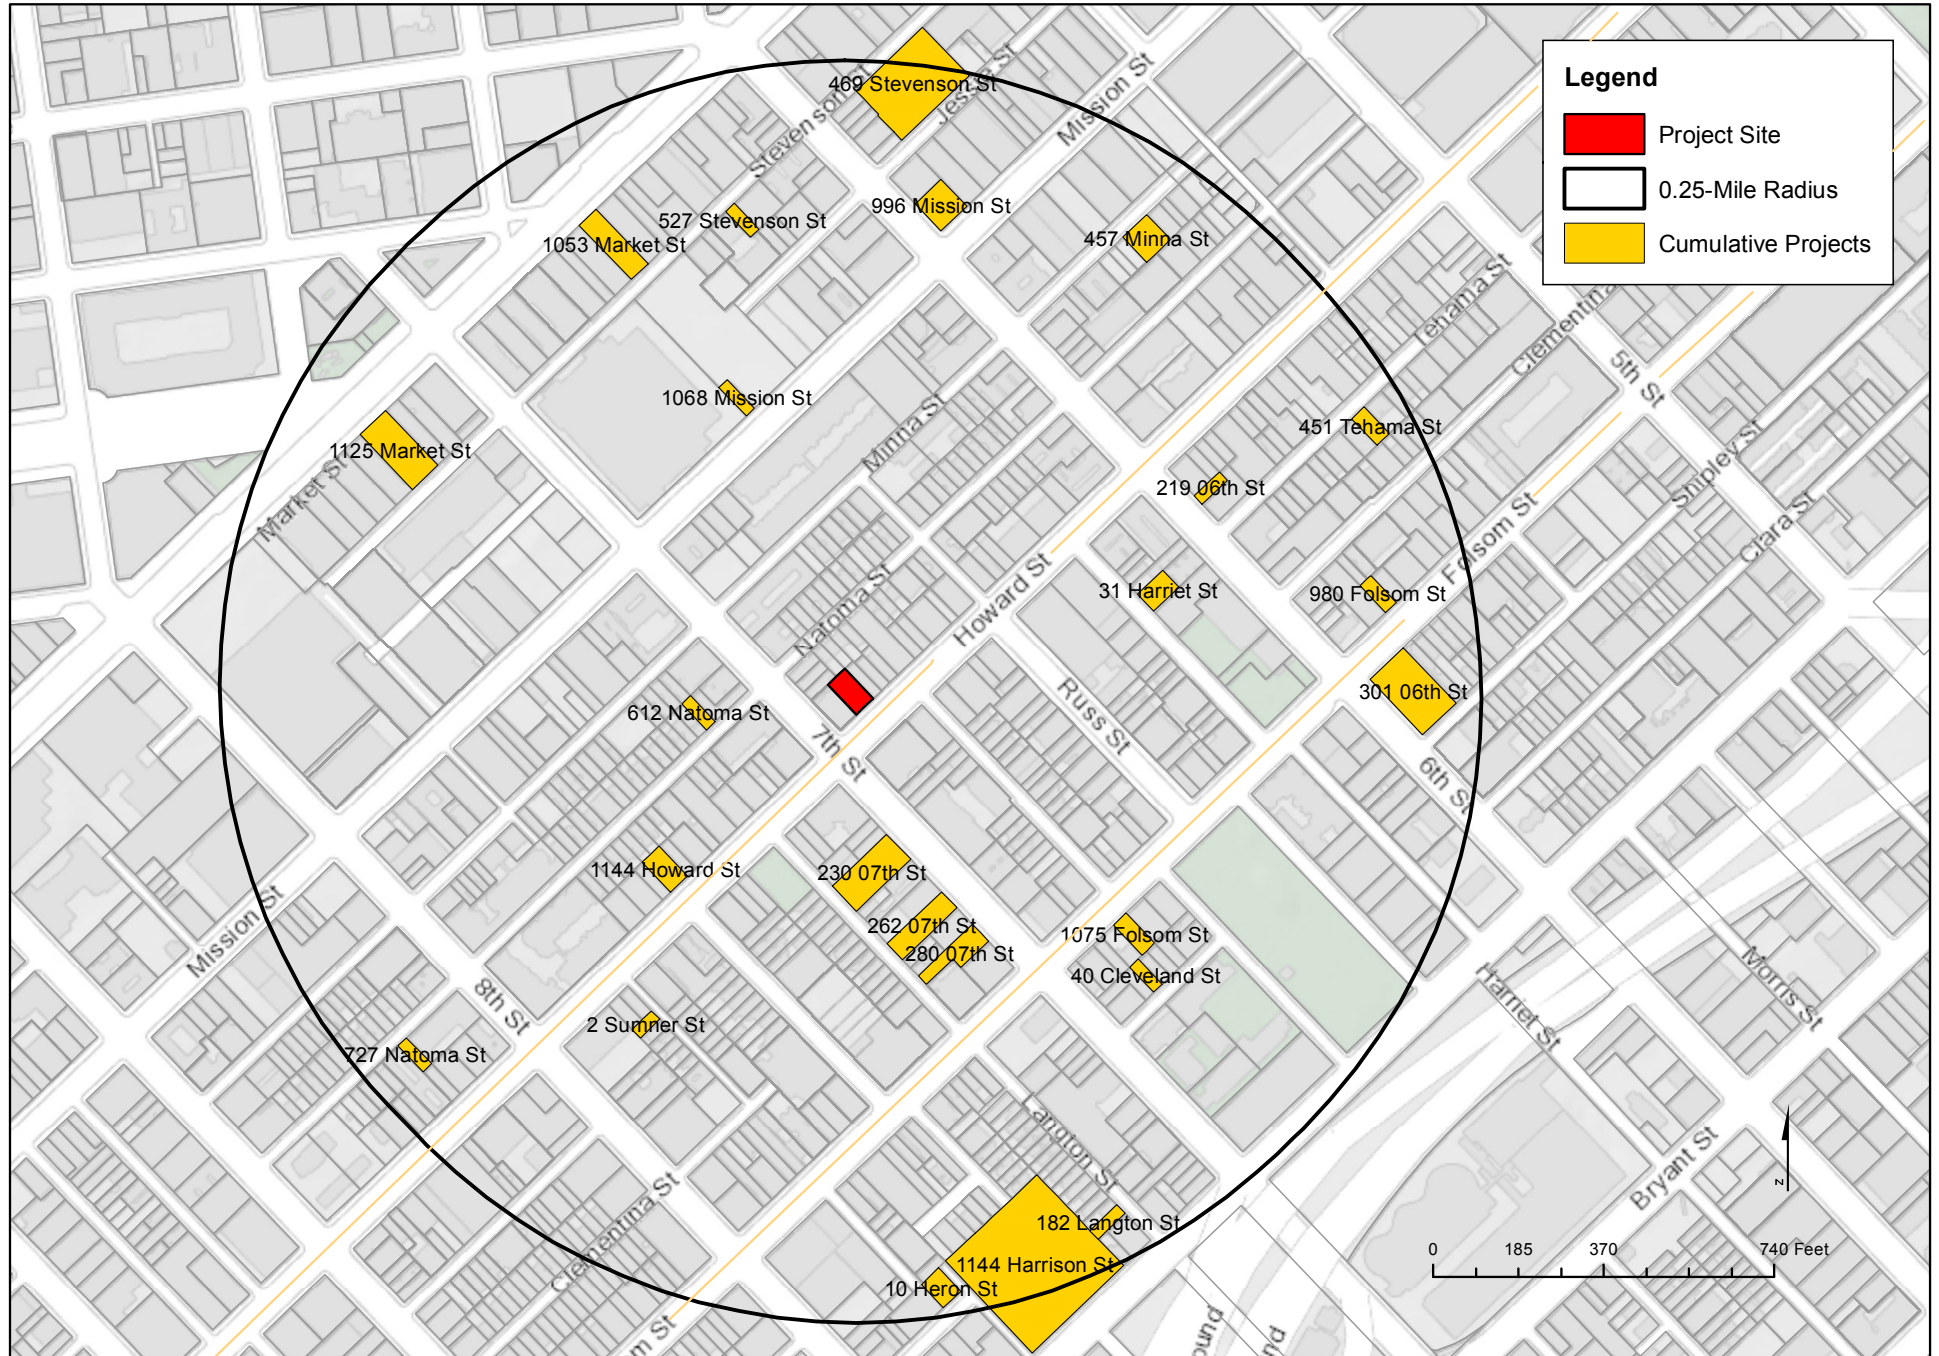 Legend
Project Site
0.25-Mile Radius
Cumulative Projects
469 Stevenson St
Jessie St
Mission St
Stevenson St
996 Mission St
527 Stevenson St
1053 Market St
457 Minna St
Tehama St
Clementina
5th St
1068 Mission St
Minna St
451 Tehama St
1125 Market St
Market St
219 06th St
Shipley St
Clara St
Folsom St
Howard St
Natoma St
31 Harriet St
980 Folsom St
301 06th St
Russ St
612 Natoma St
7th St
6th St
1144 Howard St
230 07th St
262 07th St
280 07th St
1075 Folsom St
40 Cleveland St
Mission St
8th St
Harriet St
Morris St
2 Sumner St
727 Natoma St
Langton St
Bryant St
N
Clementina St
182 Langton St
1144 Harrison St
10 Heron St
0 185 370 740 Feet
m St
ound
nd